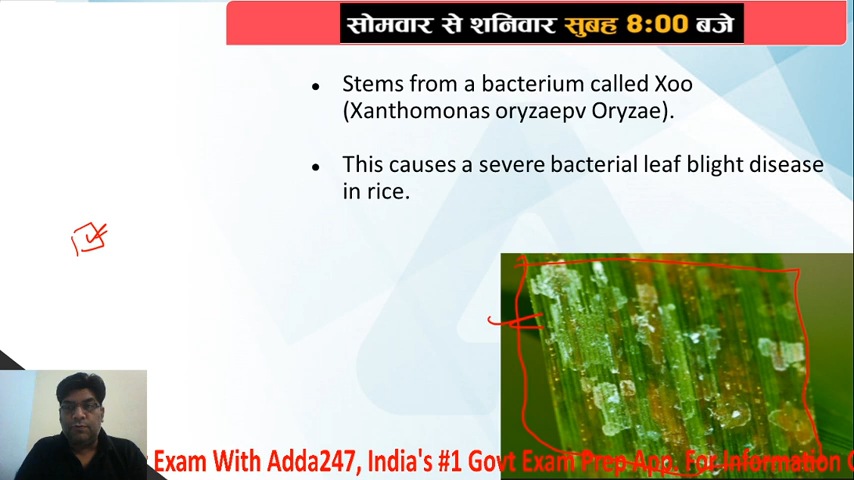 सोमवार से शनिवार सुबह 8:00 बजे
Stems from a bacterium called Xoo
(Xanthomonas oryzaepv Oryzae).
This causes a severe bacterial leaf blight disease
in rice.
Exam With Adda247, India's #1 Govt Exam Prep App. For Information